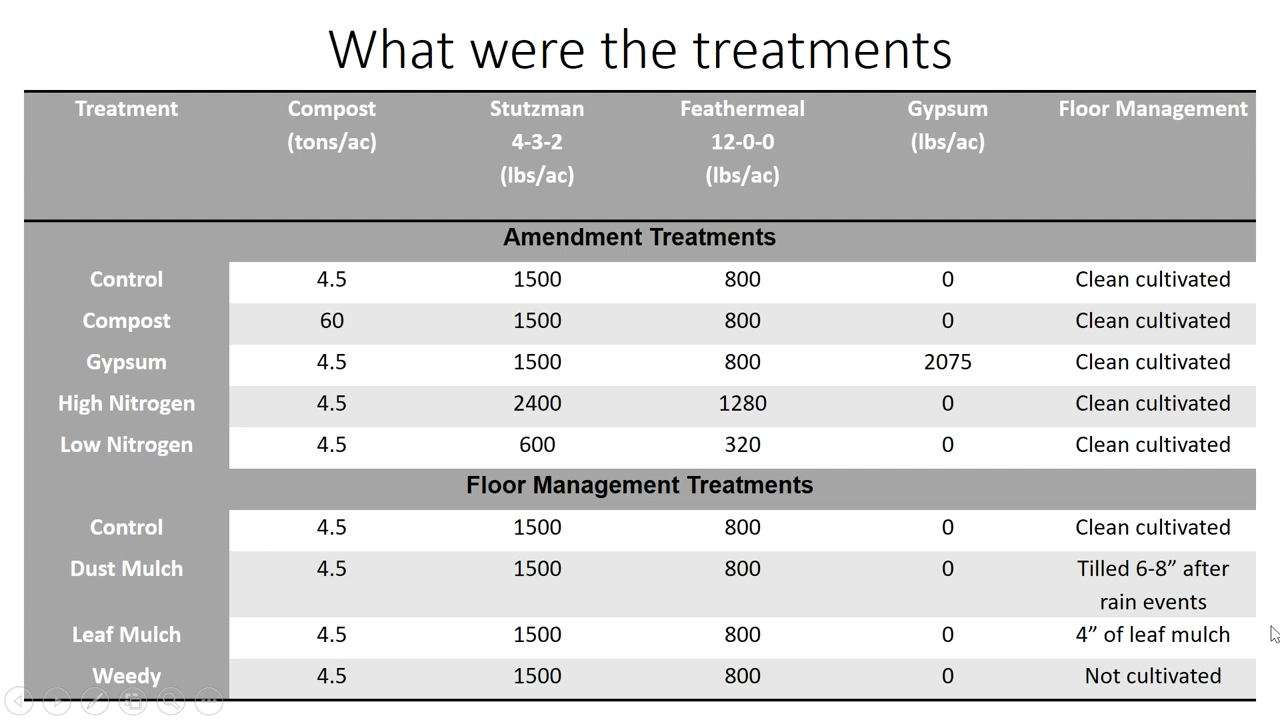 What were the treatments
Treatment Compost Stutzman Feathermeal Gypsum Floor Management
(tons/ac) 4-3-2 12-0-0 (lbs/ac)
(lbs/ac) (lbs/ac)
Amendment Treatments
Control 4.5 1500 800 0 Clean cultivated
Compost 60 1500 800 0 Clean cultivated
Gypsum 4.5 1500 800 2075 Clean cultivated
High Nitrogen 4.5 2400 1280 0 Clean cultivated
Low Nitrogen 4.5 600 320 0 Clean cultivated
Floor Management Treatments
Control 4.5 1500 800 0 Clean cultivated
Dust Mulch 4.5 1500 800 0 Tilled 6-8” after
rain events
Leaf Mulch 4.5 1500 800 0 4” of leaf mulch
Weedy 4.5 1500 800 0 Not cultivated